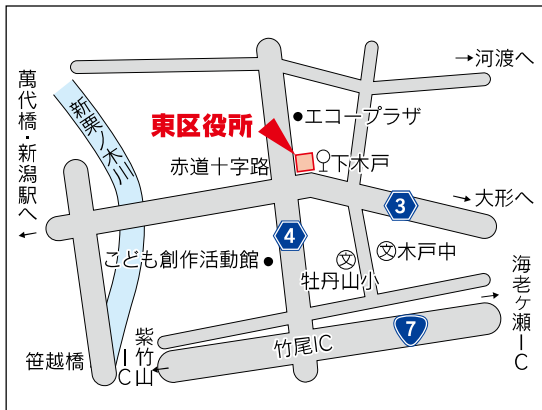 →河渡へ
萬代橋・新潟駅へ
新栗ノ木川
エコープラザ
東区役所
赤道十字路
下木戸
3
→大形へ
4
こども創作活動館
文
木戸中
文
牡丹山小
海老ヶ瀬IC
7
竹尾IC
紫竹山IC
笹越橋